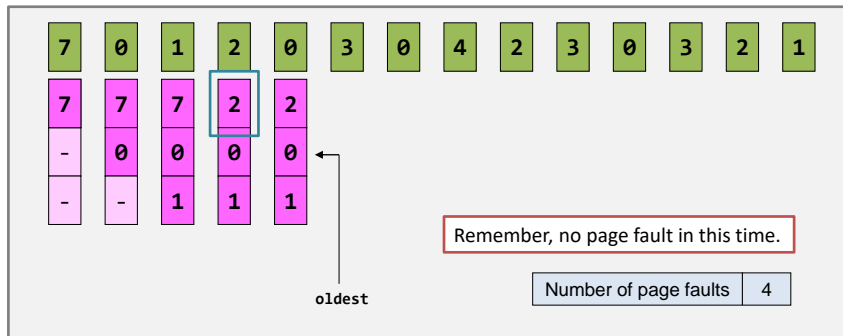 7 0 1 2 0 3 0 4 2 3 0 3 2 1
7 7 7 2 2
- 0 0 0 0
- - 1 1 1
Remember, no page fault in this time.
Number of page faults 4
oldest